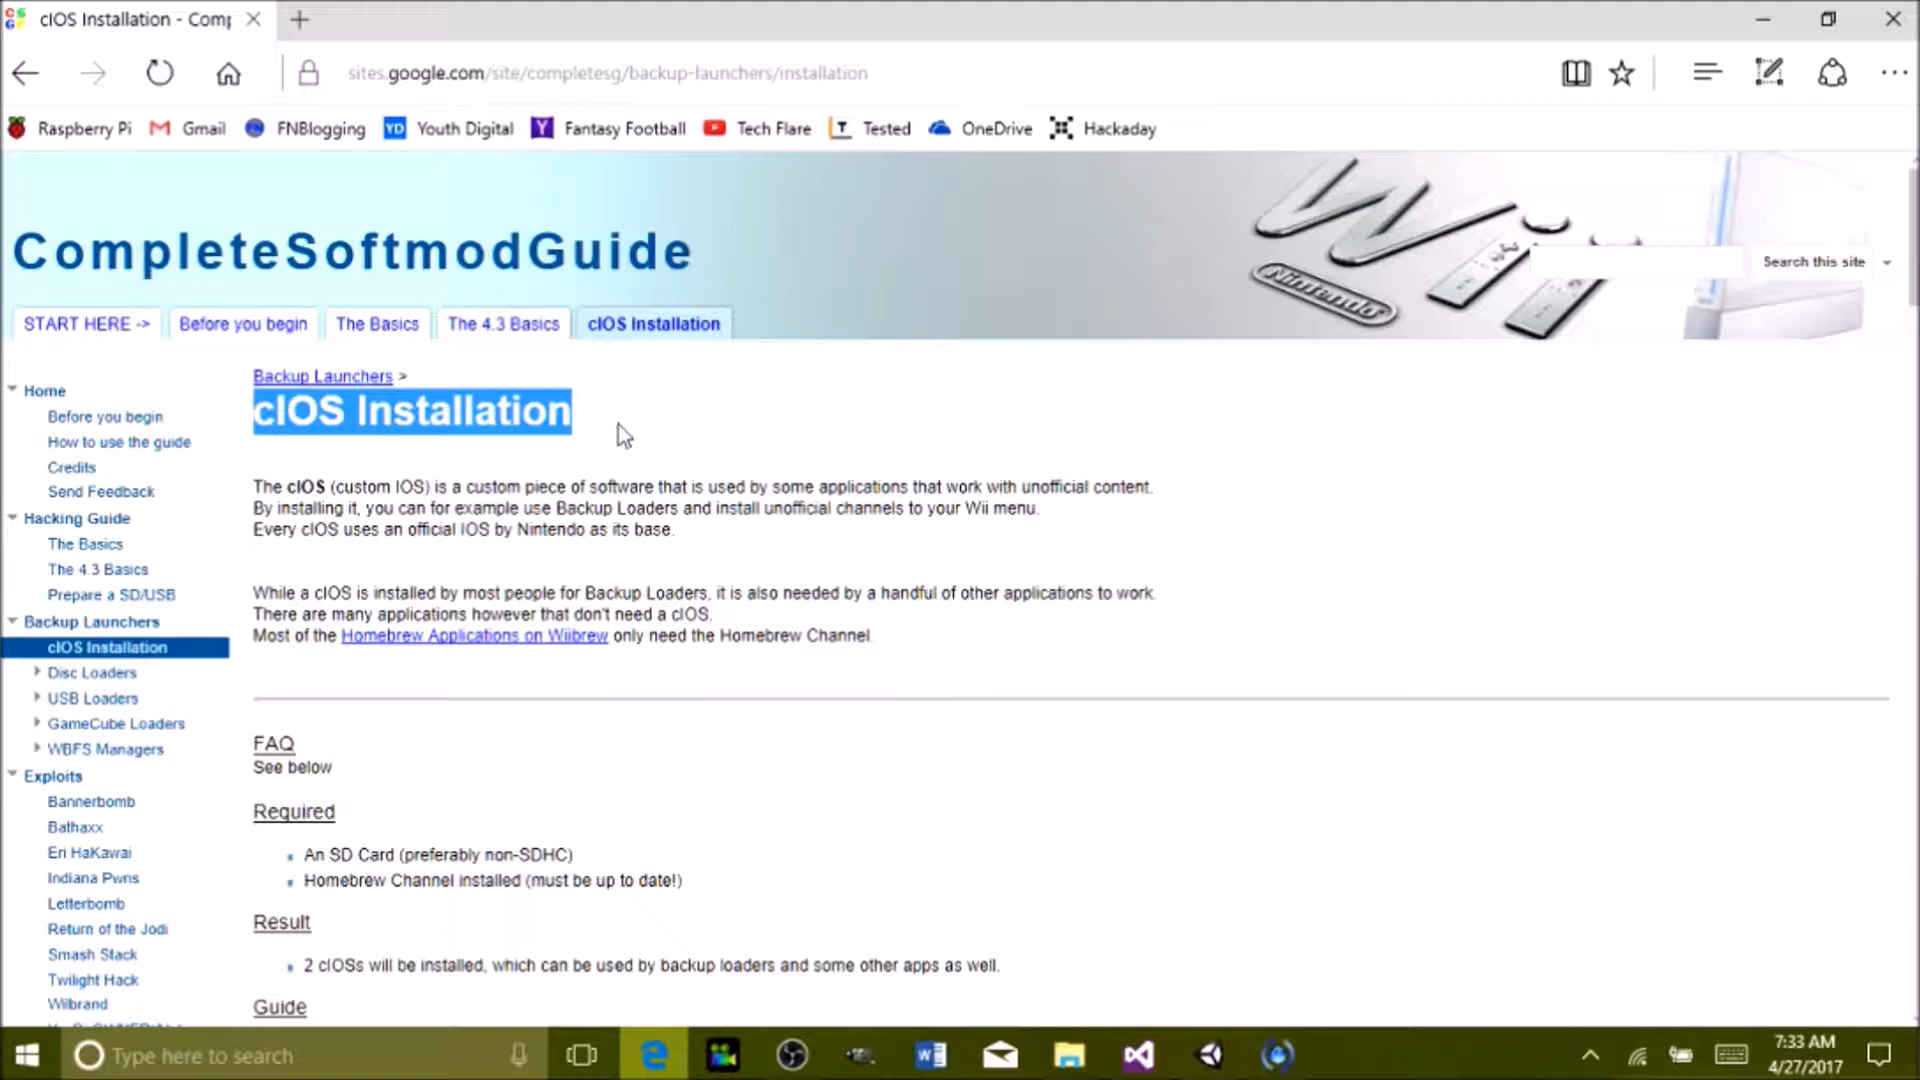 cIOS Installation - Comp
sites.google.com/site/completesg/backup-launchers/installation
Raspberry Pi
Gmail
FNBlogging
YD Youth Digital
Fantasy Football
Tech Flare
T Tested
OneDrive
Hackaday
CompleteSoftmodGuide
Wii
Nintendo
Search this site
START HERE ->
Before you begin
The Basics
The 4.3 Basics
cIOS Installation
Home
Before you begin
How to use the guide
Credits
Send Feedback
Hacking Guide
The Basics
The 4.3 Basics
Prepare a SD/USB
Backup Launchers
cIOS Installation
Disc Loaders
USB Loaders
GameCube Loaders
WBFS Managers
Exploits
Bannerbomb
Bathaxx
Eri HaKawai
Indiana Pwns
Letterbomb
Return of the Jodi
Smash Stack
Twilight Hack
Wilbrand
Backup Launchers >
cIOS Installation
The cIOS (custom IOS) is a custom piece of software that is used by some applications that work with unofficial content.
By installing it, you can for example use Backup Loaders and install unofficial channels to your Wii menu.
Every cIOS uses an official IOS by Nintendo as its base.
While a cIOS is installed by most people for Backup Loaders, it is also needed by a handful of other applications to work.
There are many applications however that don't need a cIOS.
Most of the Homebrew Applications on Wiibrew only need the Homebrew Channel
FAQ
See below
Required
An SD Card (preferably non-SDHC)
Homebrew Channel installed (must be up to date!)
Result
2 cIOSs will be installed, which can be used by backup loaders and some other apps as well.
Guide
Type here to search
7:33 AM
4/27/2017